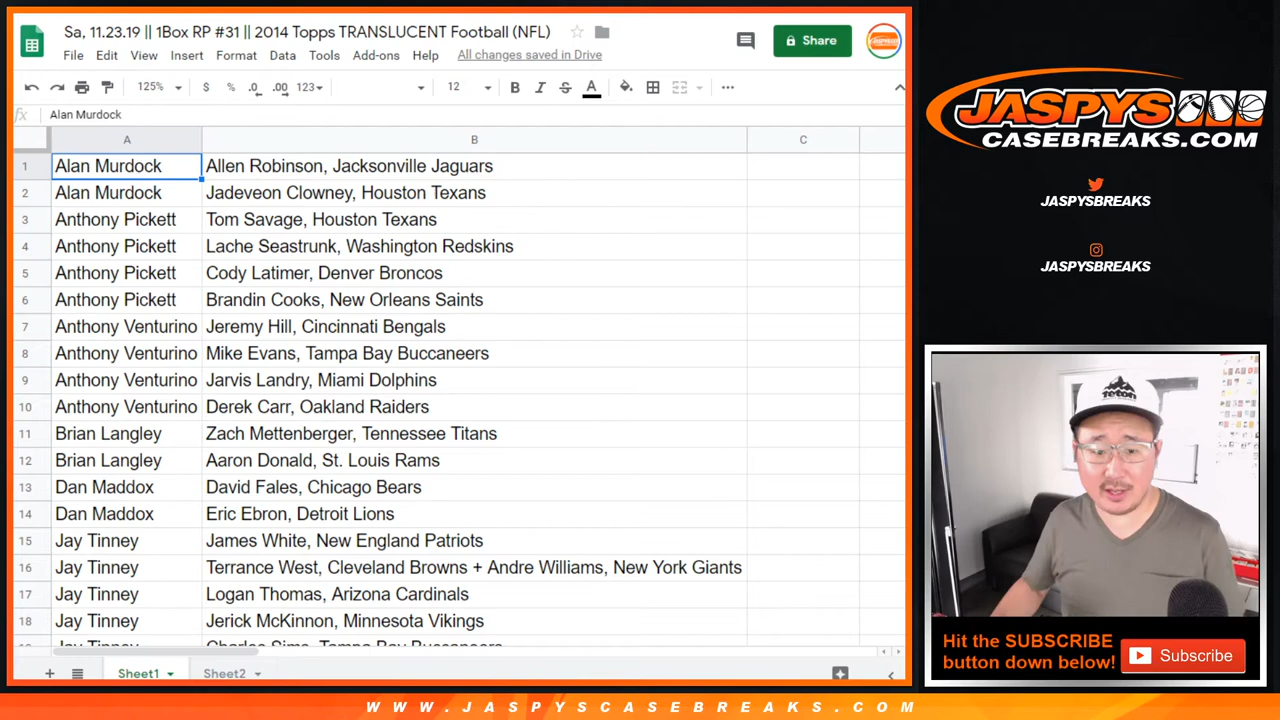 Sa, 11.23.19 || 1Box RP #31 || 2014 Topps TRANSLUCENT Football (NFL)
File Edit View Insert Format Data Tools Add-ons Help All changes saved in Drive
Share
125% $ % .0 .00 123 12 B I S A
fx Alan Murdock
A B C
1 Alan Murdock Allen Robinson, Jacksonville Jaguars
2 Alan Murdock Jadeveon Clowney, Houston Texans
3 Anthony Pickett Tom Savage, Houston Texans
4 Anthony Pickett Lache Seastrunk, Washington Redskins
5 Anthony Pickett Cody Latimer, Denver Broncos
6 Anthony Pickett Brandin Cooks, New Orleans Saints
7 Anthony Venturino Jeremy Hill, Cincinnati Bengals
8 Anthony Venturino Mike Evans, Tampa Bay Buccaneers
9 Anthony Venturino Jarvis Landry, Miami Dolphins
10 Anthony Venturino Derek Carr, Oakland Raiders
11 Brian Langley Zach Mettenberger, Tennessee Titans
12 Brian Langley Aaron Donald, St. Louis Rams
13 Dan Maddox David Fales, Chicago Bears
14 Dan Maddox Eric Ebron, Detroit Lions
15 Jay Tinney James White, New England Patriots
16 Jay Tinney Terrance West, Cleveland Browns + Andre Williams, New York Giants
17 Jay Tinney Logan Thomas, Arizona Cardinals
18 Jay Tinney Jerick McKinnon, Minnesota Vikings
Jay Tinney Charles Sims, Tampa Bay Buccaneers
Sheet1 Sheet2
JASPYS
CASEBREAKS.COM
JASPYSBREAKS
JASPYSBREAKS
teton
Hit the SUBSCRIBE
button down below!
Subscribe
WWW.JASPYSCASEBREAKS.COM